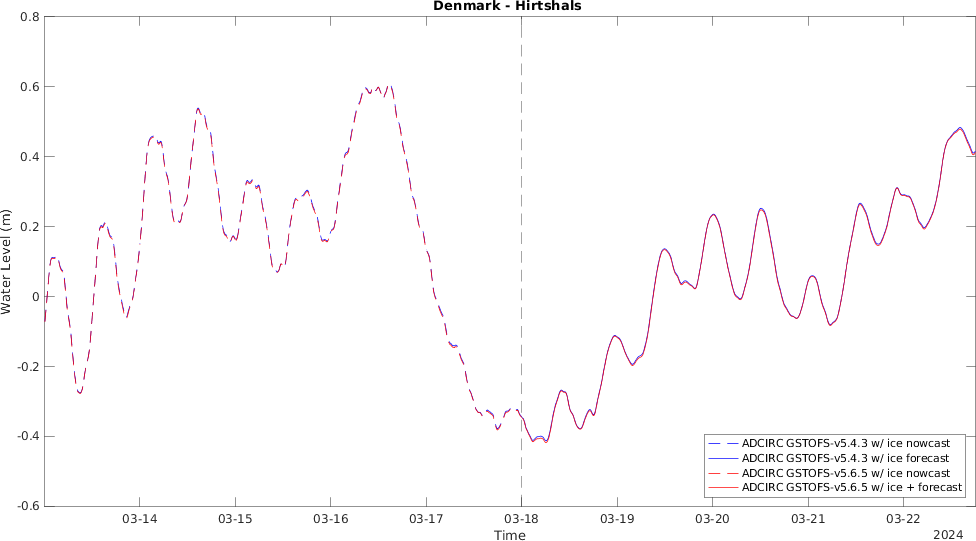 Denmark - Hirtshals
0.8
0.6
0.4
0.2
0
-0.2
-0.4
-0.6
Water Level (m)
03-14
03-15
03-16
03-17
03-18
03-19
03-20
03-21
03-22
Time
2024
ADCIRC GSTOFS-v5.4.3 w/ ice nowcast
ADCIRC GSTOFS-v5.4.3 w/ ice forecast
ADCIRC GSTOFS-v5.6.5 w/ ice nowcast
ADCIRC GSTOFS-v5.6.5 w/ ice + forecast